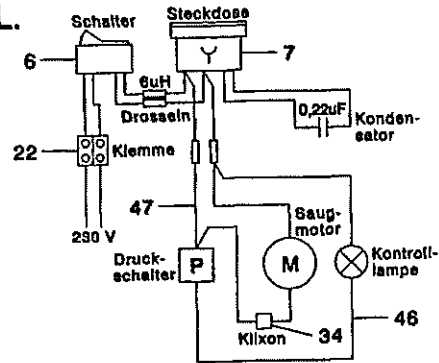 L.
Schalter
Steckdose
6
7
6uH
Drosseln
0,22uF
Konden-
sator
22
Klemme
47
230 V
Saug-
motor
Druck-
schalter
P
M
Kontroll-
lampe
Klixon
34
46